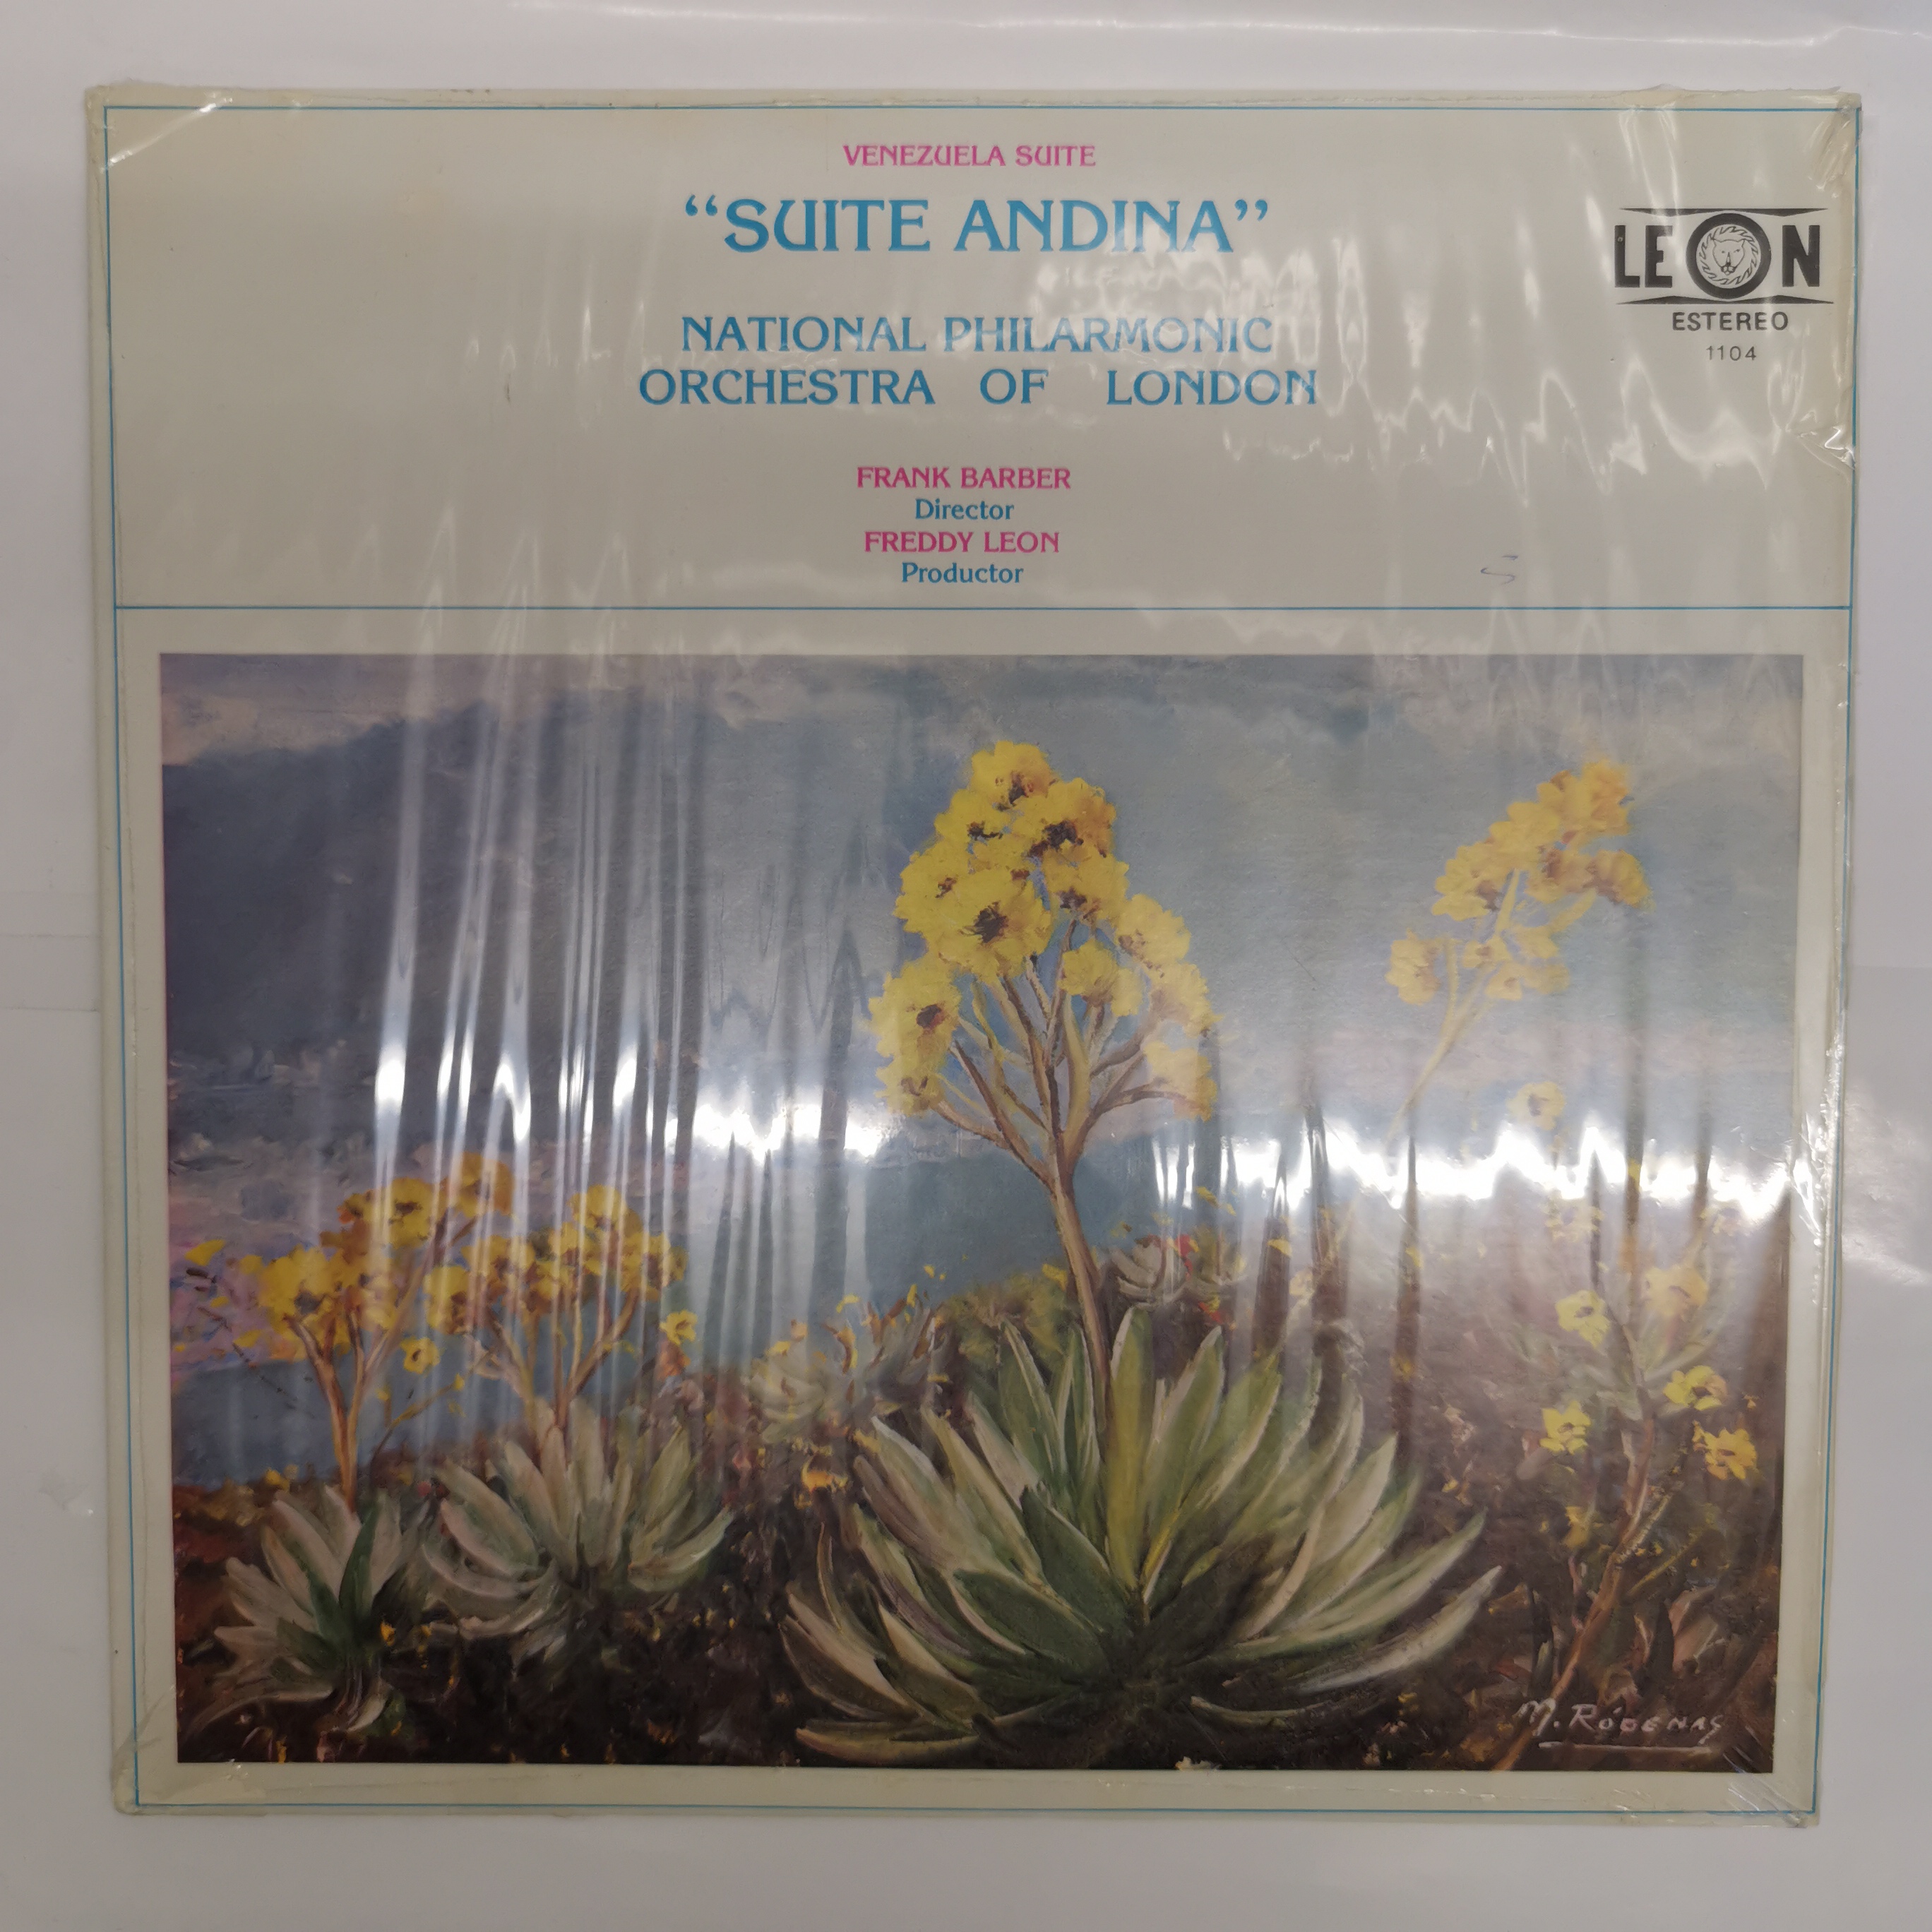 VENEZUELA SUITE
“SUITE ANDINA”
LEON
ESTEREO
1104
NATIONAL PHILARMONIC
ORCHESTRA OF LONDON
FRANK BARBER
Director
FREDDY LEON
Productor
M. RÓDENAS